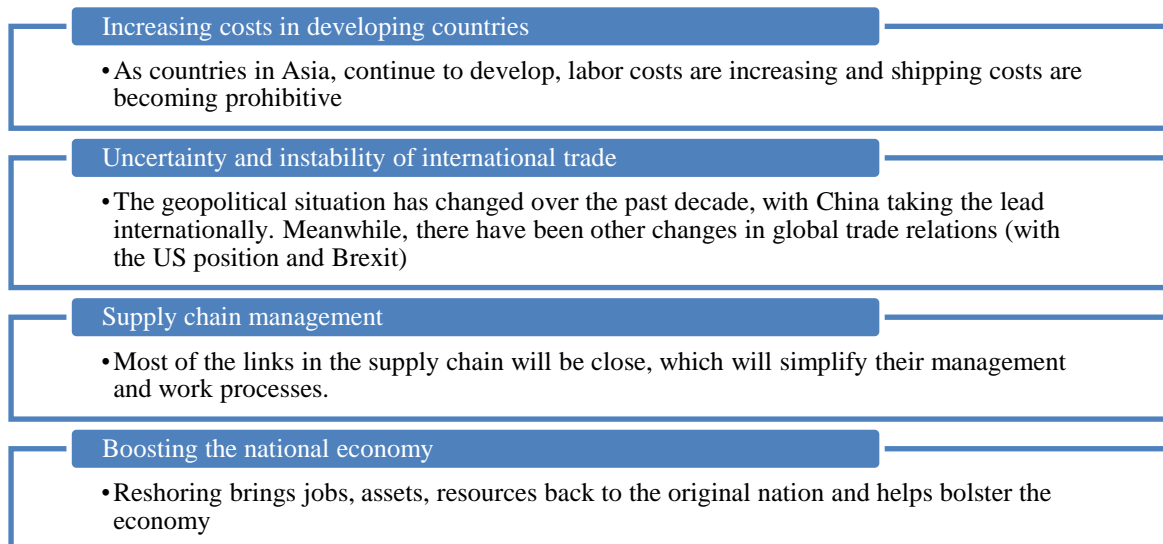 Increasing costs in developing countries
•As countries in Asia, continue to develop, labor costs are increasing and shipping costs are
becoming prohibitive
Uncertainty and instability of international trade
•The geopolitical situation has changed over the past decade, with China taking the lead
internationally. Meanwhile, there have been other changes in global trade relations (with
the US position and Brexit)
Supply chain management
•Most of the links in the supply chain will be close, which will simplify their management
and work processes.
Boosting the national economy
•Reshoring brings jobs, assets, resources back to the original nation and helps bolster the
economy